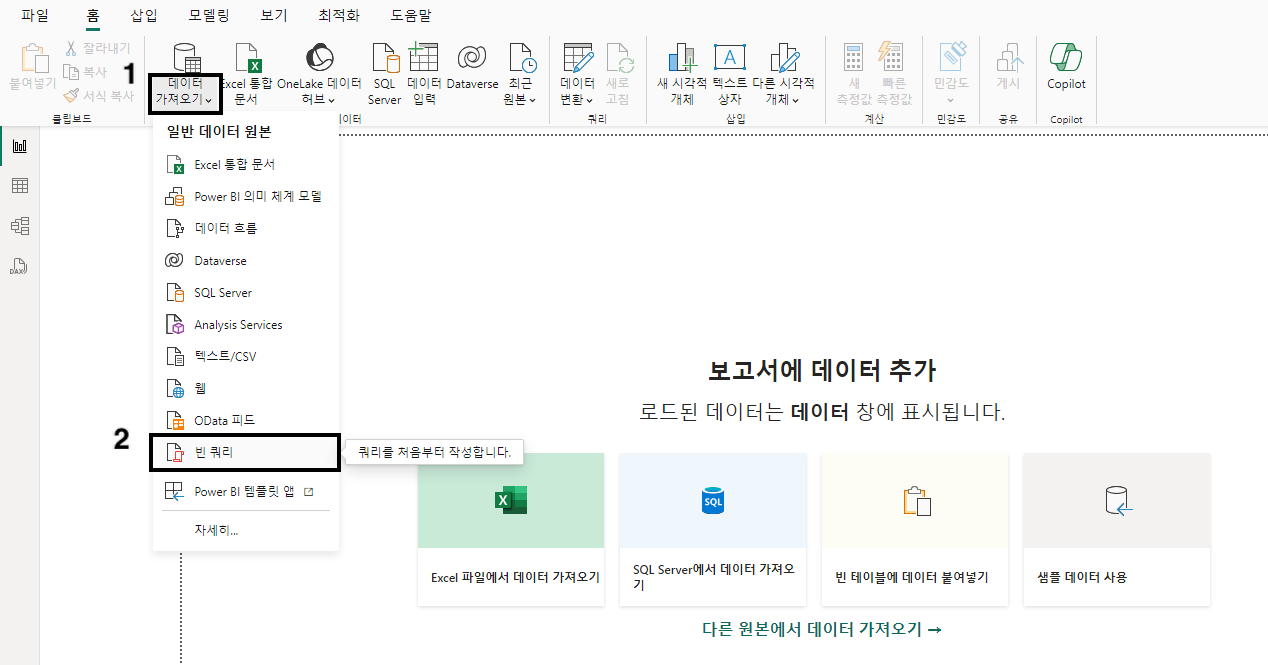 파일 홈 삽입 모델링 보기 최적화 도움말
붙여넣기
잘라내기
복사
서식 복사
클립보드
1
데이터
가져오기
Excel 통합
문서
OneLake 데이터
허브
SQL
Server
데이터
입력
Dataverse
최근
원본
이터
데이터
변환
새로
고침
쿼리
새 시각적
개체
텍스트
상자
다른 시각적
개체
삽입
새
측정값
빠른
측정값
계산
민감도
민감도
게시
공유
Copilot
Copilot
DAX
일반 데이터 원본
Excel 통합 문서
Power BI 의미 체계 모델
데이터 흐름
Dataverse
SQL Server
Analysis Services
텍스트/CSV
웹
OData 피드
2
빈 쿼리
쿼리를 처음부터 작성합니다.
Power BI 템플릿 앱
자세히...
보고서에 데이터 추가
로드된 데이터는 데이터 창에 표시됩니다.
SQL
Excel 파일에서 데이터 가져오기
SQL Server에서 데이터 가져오
기
빈 테이블에 데이터 붙여넣기
샘플 데이터 사용
다른 원본에서 데이터 가져오기 →